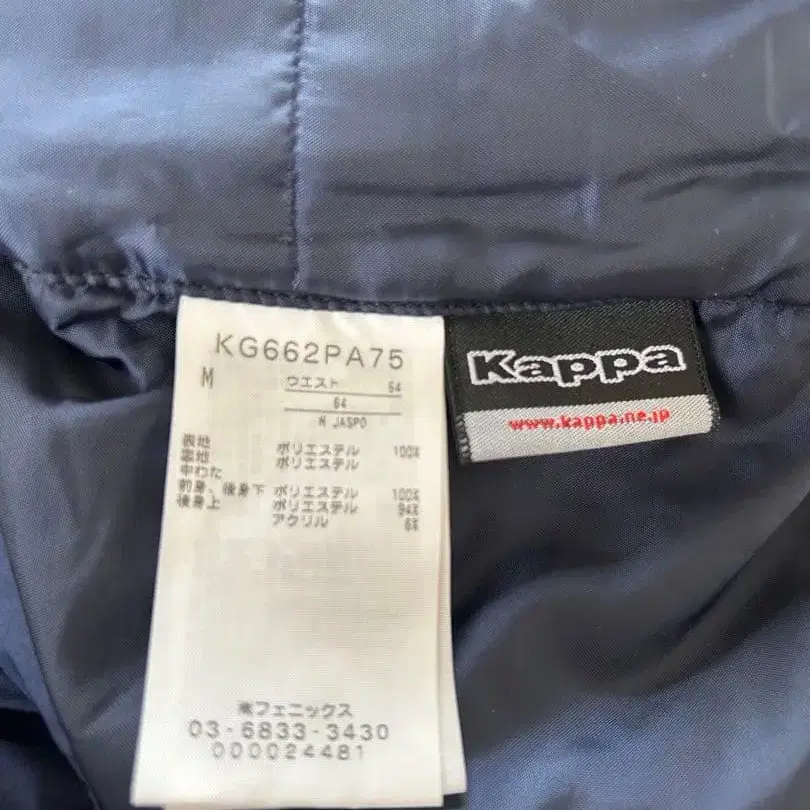 KG662PA75
M ウエスト 64
64
N JASPO
表地 ポリエステル 100%
裏地 ポリエステル
中わた
前身、後身下 ポリエステル 100%
後身上 ポリエステル 94%
アクリル 6%
㈱フェニックス
03-6833-3430
000024481
Kappa
www.kappa.ne.jp